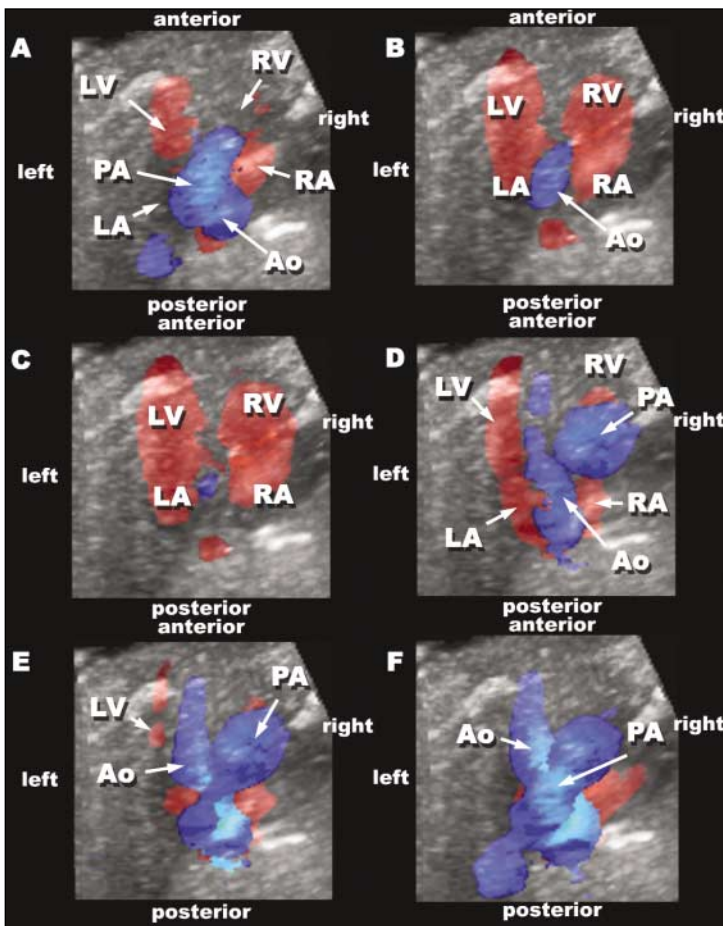 anterior
anterior
A
B
RV
LV
LV
RV
right
right
left
PA
RA
left
LA
RA
LA
Ao
Ao
posterior
posterior
anterior
anterior
C
D
RV
LV
RV
LV
PA
right
right
left
left
LA
RA
RA
LA
Ao
posterior
posterior
anterior
anterior
E
F
PA
LV
right
Ao
PA
right
Ao
left
left
posterior
posterior